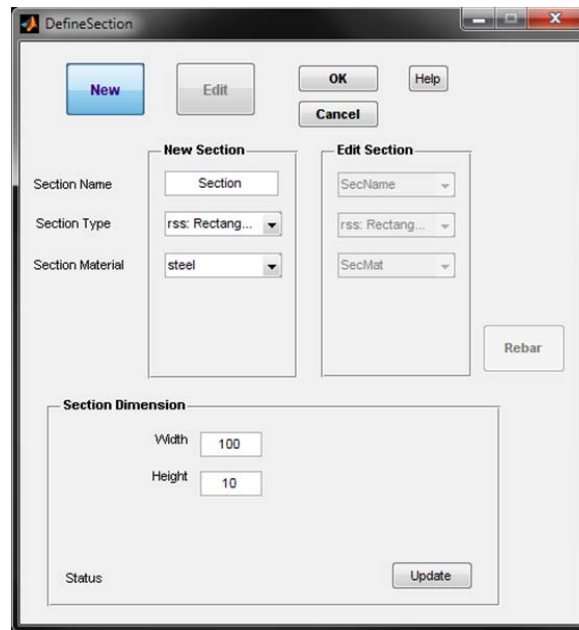 DefineSection
New
Edit
OK
Help
Cancel
New Section
Edit Section
Section Name
Section
SecName
Section Type
rss: Rectang...
rss: Rectang...
Section Material
steel
SecMat
Rebar
Section Dimension
Width
100
Height
10
Status
Update